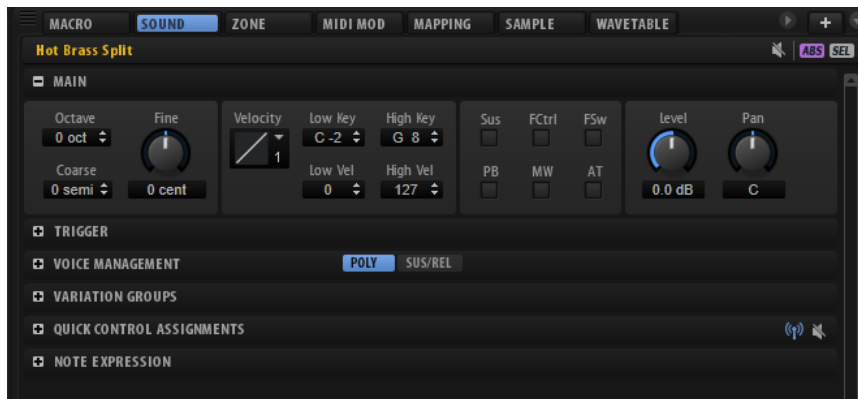 MACRO SOUND ZONE MIDI MOD MAPPING SAMPLE WAVETABLE +
Hot Brass Split ABS SEL
MAIN
Octave Fine Velocity Low Key High Key Sus FCtrl FSw Level Pan
0 oct C -2 G 8
1
Coarse Low Vel High Vel PB MW AT
0 semi 0 cent 0 127 0.0 dB C
TRIGGER
VOICE MANAGEMENT POLY SUS/REL
VARIATION GROUPS
QUICK CONTROL ASSIGNMENTS
NOTE EXPRESSION